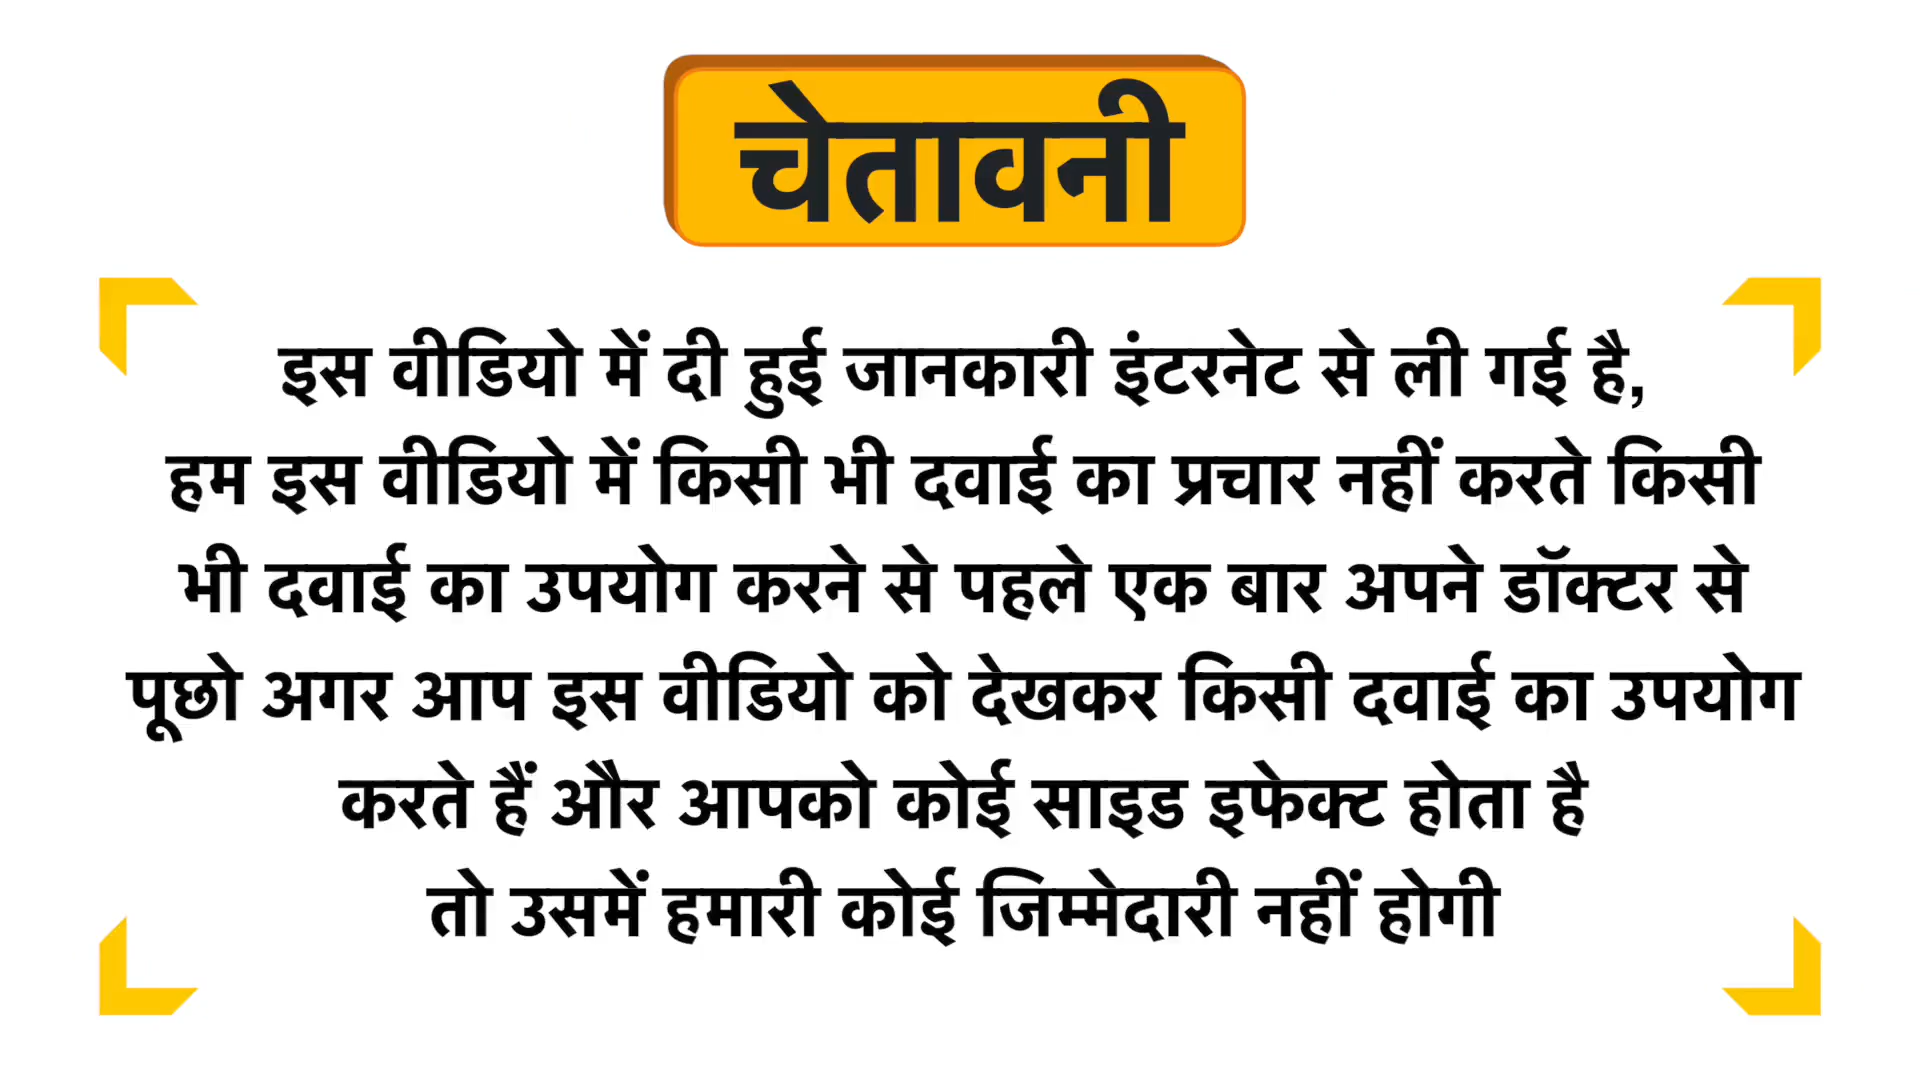 चेतावनी
इस वीडियो में दी हुई जानकारी इंटरनेट से ली गई है,
हम इस वीडियो में किसी भी दवाई का प्रचार नहीं करते किसी
भी दवाई का उपयोग करने से पहले एक बार अपने डॉक्टर से
पूछो अगर आप इस वीडियो को देखकर किसी दवाई का उपयोग
करते हैं और आपको कोई साइड इफेक्ट होता है
तो उसमें हमारी कोई जिम्मेदारी नहीं होगी